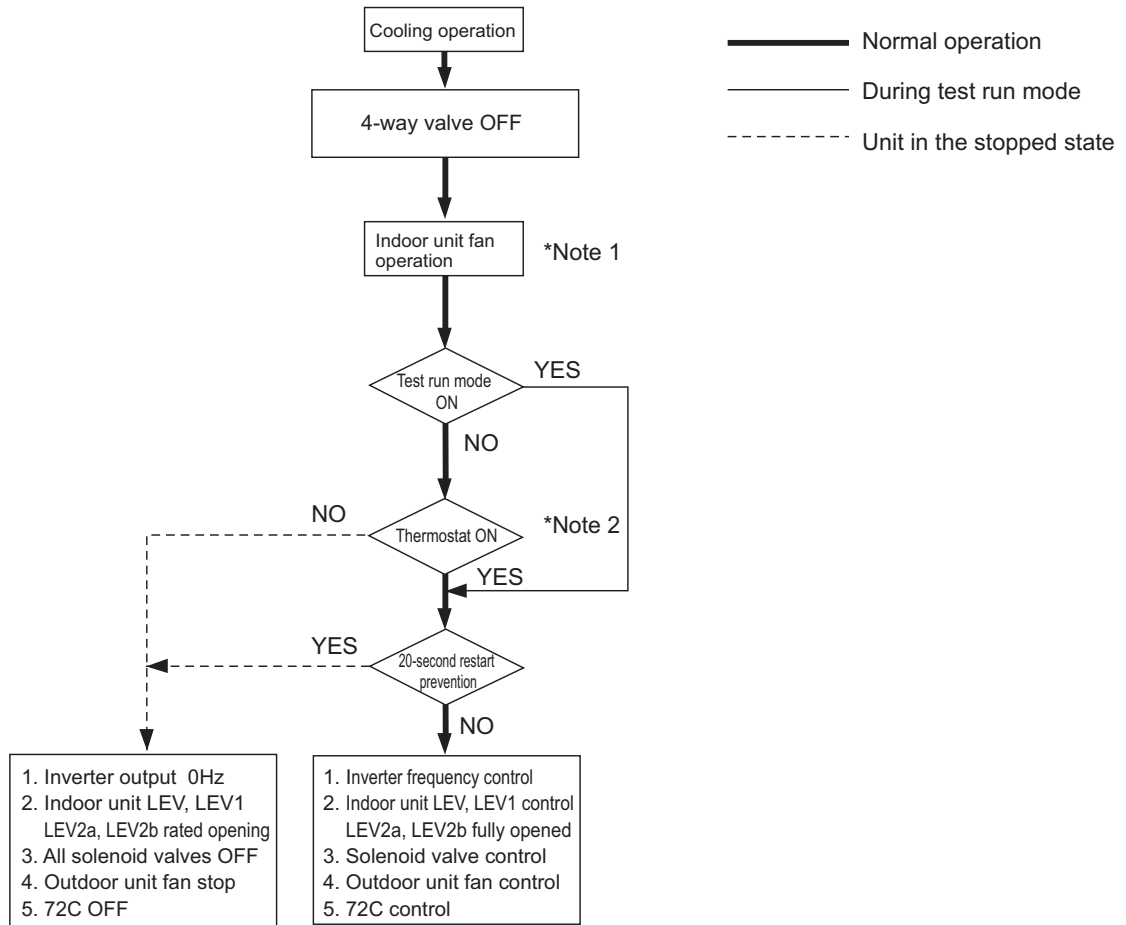 Cooling operation
Normal operation
During test run mode
Unit in the stopped state
4-way valve OFF
Indoor unit fan
operation
*Note 1
Test run mode
ON
YES
NO
NO
Thermostat ON
*Note 2
YES
YES
20-second restart
prevention
NO
1. Inverter output 0Hz
2. Indoor unit LEV, LEV1
LEV2a, LEV2b rated opening
3. All solenoid valves OFF
4. Outdoor unit fan stop
5. 72C OFF
1. Inverter frequency control
2. Indoor unit LEV, LEV1 control
LEV2a, LEV2b fully opened
3. Solenoid valve control
4. Outdoor unit fan control
5. 72C control